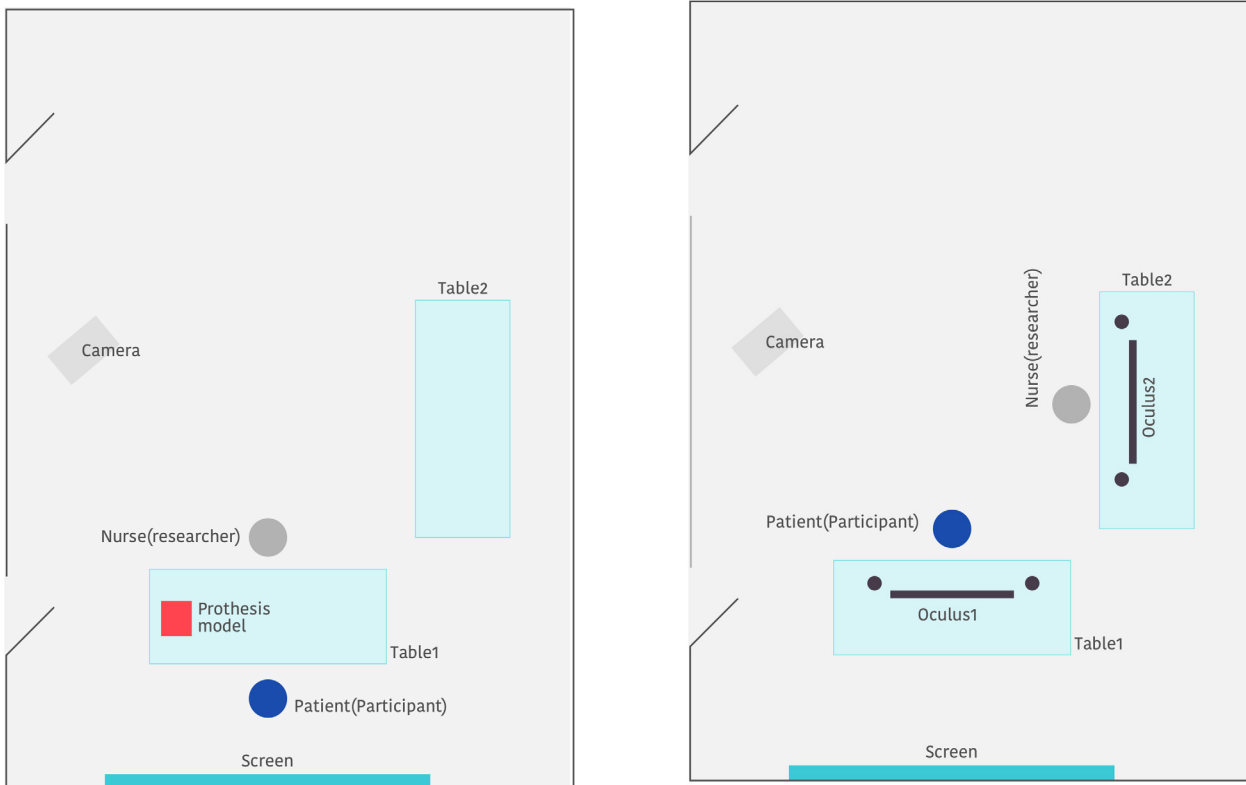 Table2
Camera
Nurse(researcher)
Prothesis
model
Table1
Patient(Participant)
Screen
Table2
Nurse(researcher)
Camera
Oculus2
Patient(Participant)
Oculus1
Table1
Screen